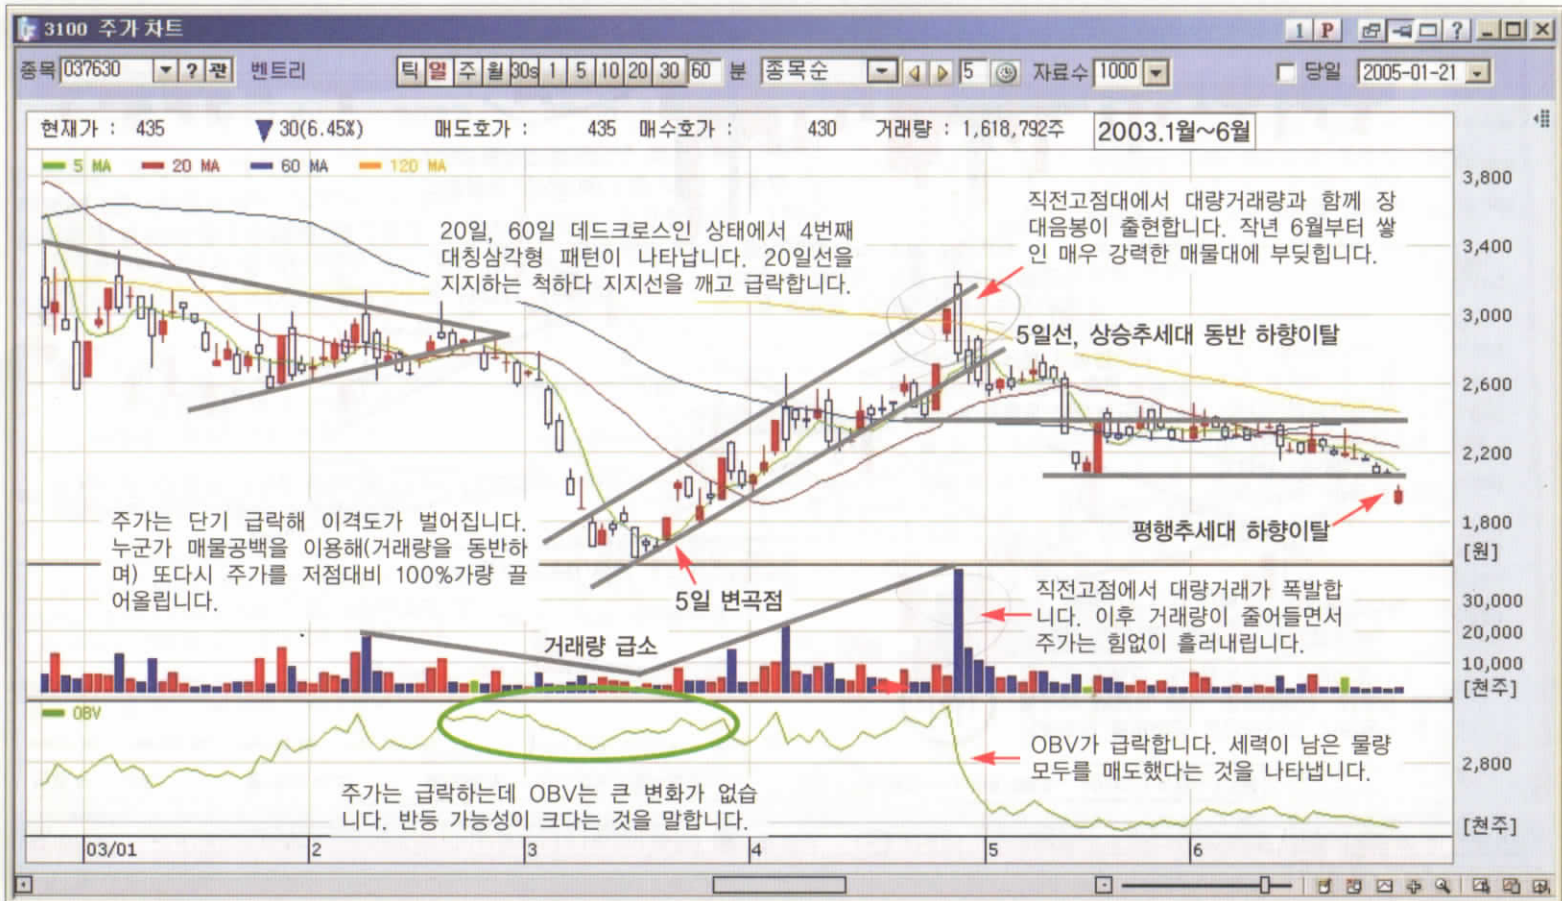 3100 주가차트
1 P ?
종목 037630 ? 관 벤트리 틱 일 주 월 30s 1 5 10 20 30 60 분 종목순 5 자료수 1000 당일 2005-01-21
현재가 : 435 ▼ 30(6.45%) 매도호가 : 435 매수호가 : 430 거래량 : 1,618,792주 2003.1월~6월
5 MA 20 MA 60 MA 120 MA
3,800
3,400
3,000
2,600
2,200
1,800
[원]
20일, 60일 데드크로스인 상태에서 4번째
대칭삼각형 패턴이 나타납니다. 20일선을
지지하는 척하다 지지선을 깨고 급락합니다.
직전고점대에서 대량거래량과 함께 장
대음봉이 출현합니다. 작년 6월부터 쌓
인 매우 강력한 매물대에 부딪힙니다.
5일선, 상승추세대 동반 하향이탈
주가는 단기 급락해 이격도가 벌어집니다.
누군가 매물공백을 이용해(거래량을 동반하
며) 또다시 주가를 저점대비 100%가량 끌
어올립니다.
평행추세대 하향이탈
5일 변곡점
거래량 급소
직전고점에서 대량거래가 폭발합
니다. 이후 거래량이 줄어들면서
주가는 힘없이 흘러내립니다.
30,000
20,000
10,000
[천주]
OBV
주가는 급락하는데 OBV는 큰 변화가 없습
니다. 반등 가능성이 크다는 것을 말합니다.
OBV가 급락합니다. 세력이 남은 물량
모두를 매도했다는 것을 나타냅니다.
2,800
[천주]
03/01 2 3 4 5 6